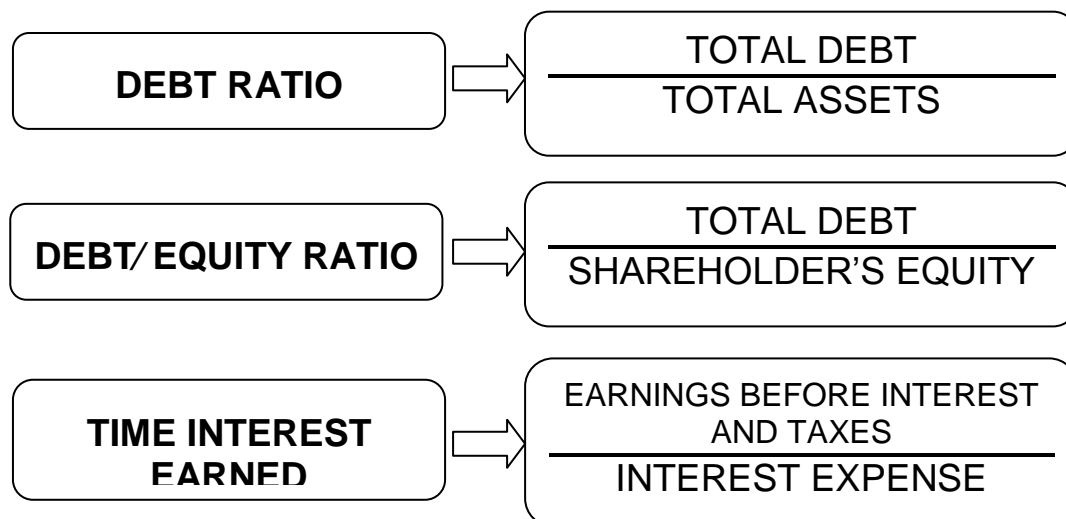 DEBT RATIO
TOTAL DEBT
TOTAL ASSETS
DEBT/EQUITY RATIO
TOTAL DEBT
SHAREHOLDER'S EQUITY
TIME INTEREST
EARNED
EARNINGS BEFORE INTEREST
AND TAXES
INTEREST EXPENSE